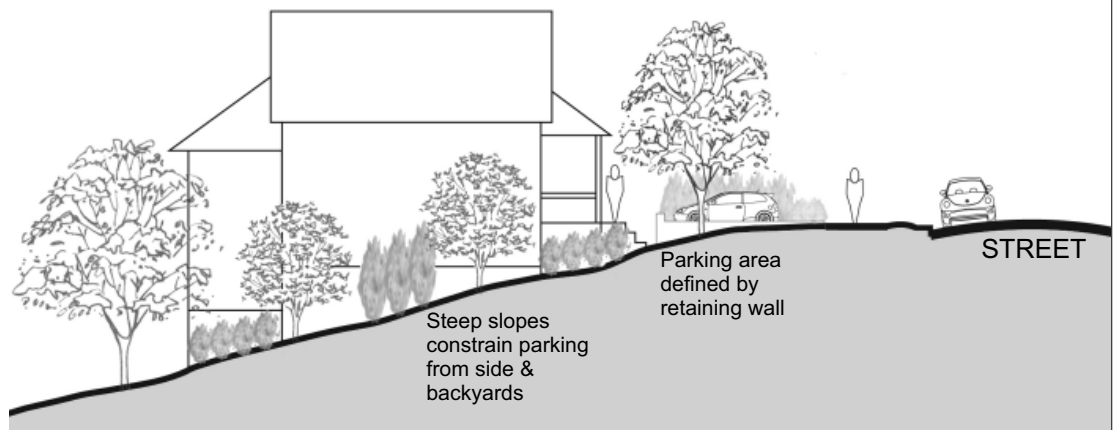 STREET
Parking area
defined by
retaining wall
Steep slopes
constrain parking
from side &
backyards